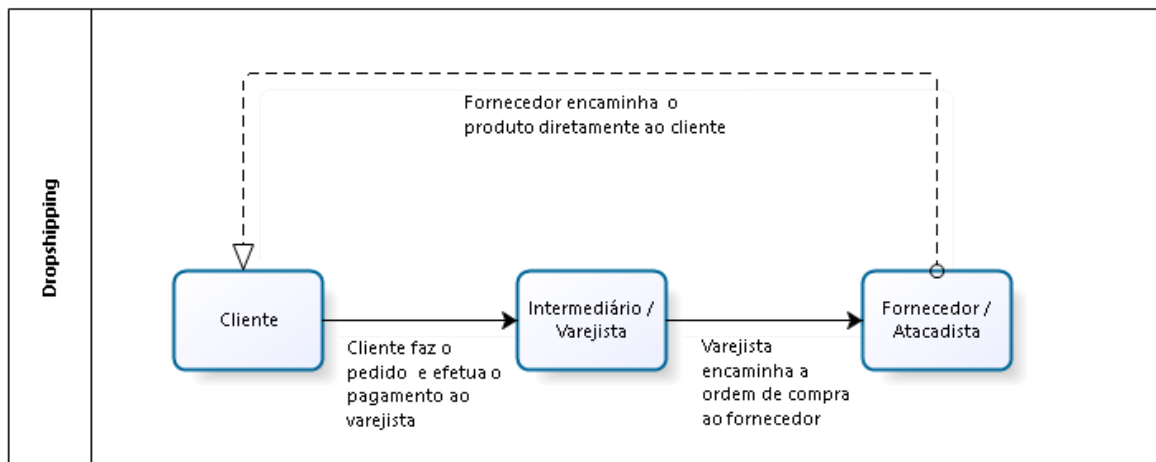 Dropshipping
Fornecedor encaminha o
produto diretamente ao cliente
Cliente
Intermediário /
Varejista
Fornecedor /
Atacadista
Cliente faz o
pedido e efetua o
pagamento ao
varejista
Varejista
encaminha a
ordem de compra
ao fornecedor